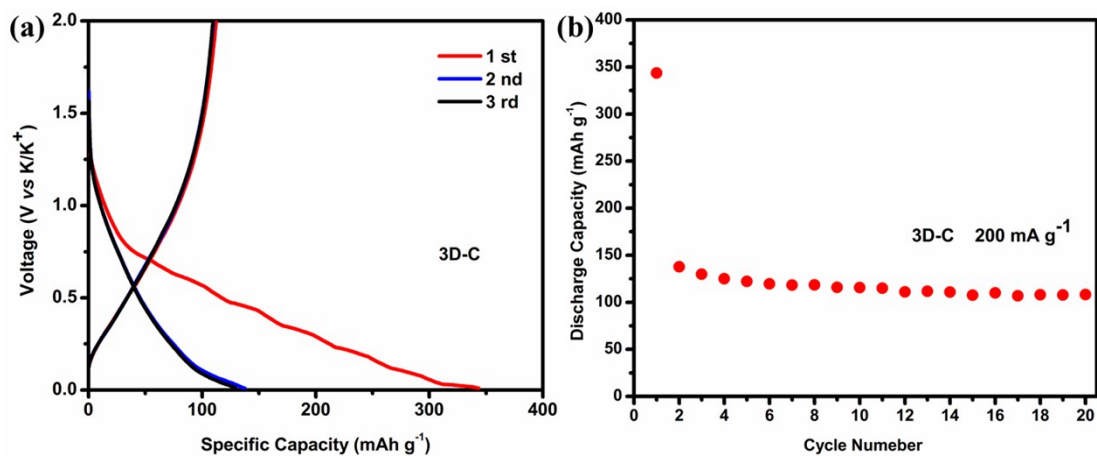 (a)
2.0
1.5
1.0
0.5
0.0
Voltage (V vs K/K⁺)
1 st
2 nd
3 rd
3D-C
0 100 200 300 400
Specific Capacity (mAh g⁻¹)
(b)
400
350
300
250
200
150
100
50
0
Discharge Capacity (mAh g⁻¹)
3D-C 200 mA g⁻¹
0 2 4 6 8 10 12 14 16 18 20
Cycle Numeber